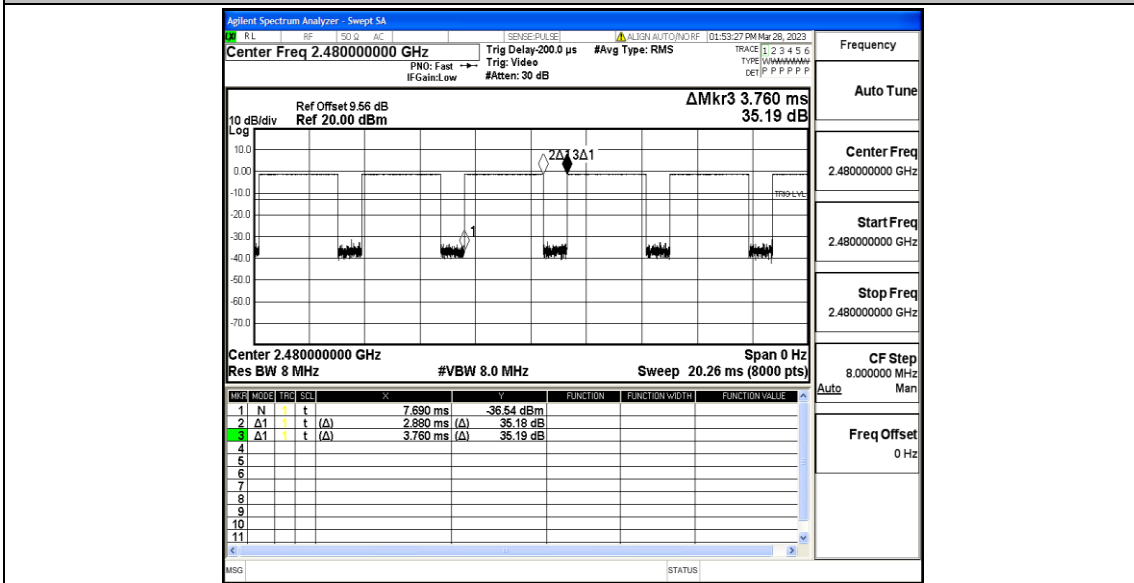 Agilent Spectrum Analyzer - Swept SA
RL RF 50 Ω AC SENSE:PULSE ALIGN AUTO/NO RF 01:53:27 PM Mar 28, 2023
Center Freq 2.480000000 GHz
PNO: Fast
IFGain:Low
Trig Delay-200.0 µs
Trig: Video
#Atten: 30 dB
#Avg Type: RMS
TRACE 1 2 3 4 5 6
TYPE
DET P P P P P P
ΔMkr3 3.760 ms
35.19 dB
Ref Offset 9.56 dB
10 dB/div Ref 20.00 dBm
Log
10.0
0.00
-10.0
-20.0
-30.0
-40.0
-50.0
-60.0
-70.0
3Δ1
TRIG LVL
1
Center 2.480000000 GHz Span 0 Hz
Res BW 8 MHz #VBW 8.0 MHz Sweep 20.26 ms (8000 pts)
MKR MODE TRC SCL X Y FUNCTION FUNCTION WIDTH FUNCTION VALUE
1 N 1 t 7.690 ms -36.54 dBm
2 Δ1 1 t (Δ) 2.880 ms (Δ) 35.18 dB
3 Δ1 1 t (Δ) 3.760 ms (Δ) 35.19 dB
4
5
6
7
8
9
10
11
MSG STATUS
Frequency
Auto Tune
Center Freq
2.480000000 GHz
Start Freq
2.480000000 GHz
Stop Freq
2.480000000 GHz
CF Step
8.000000 MHz
Auto Man
Freq Offset
0 Hz